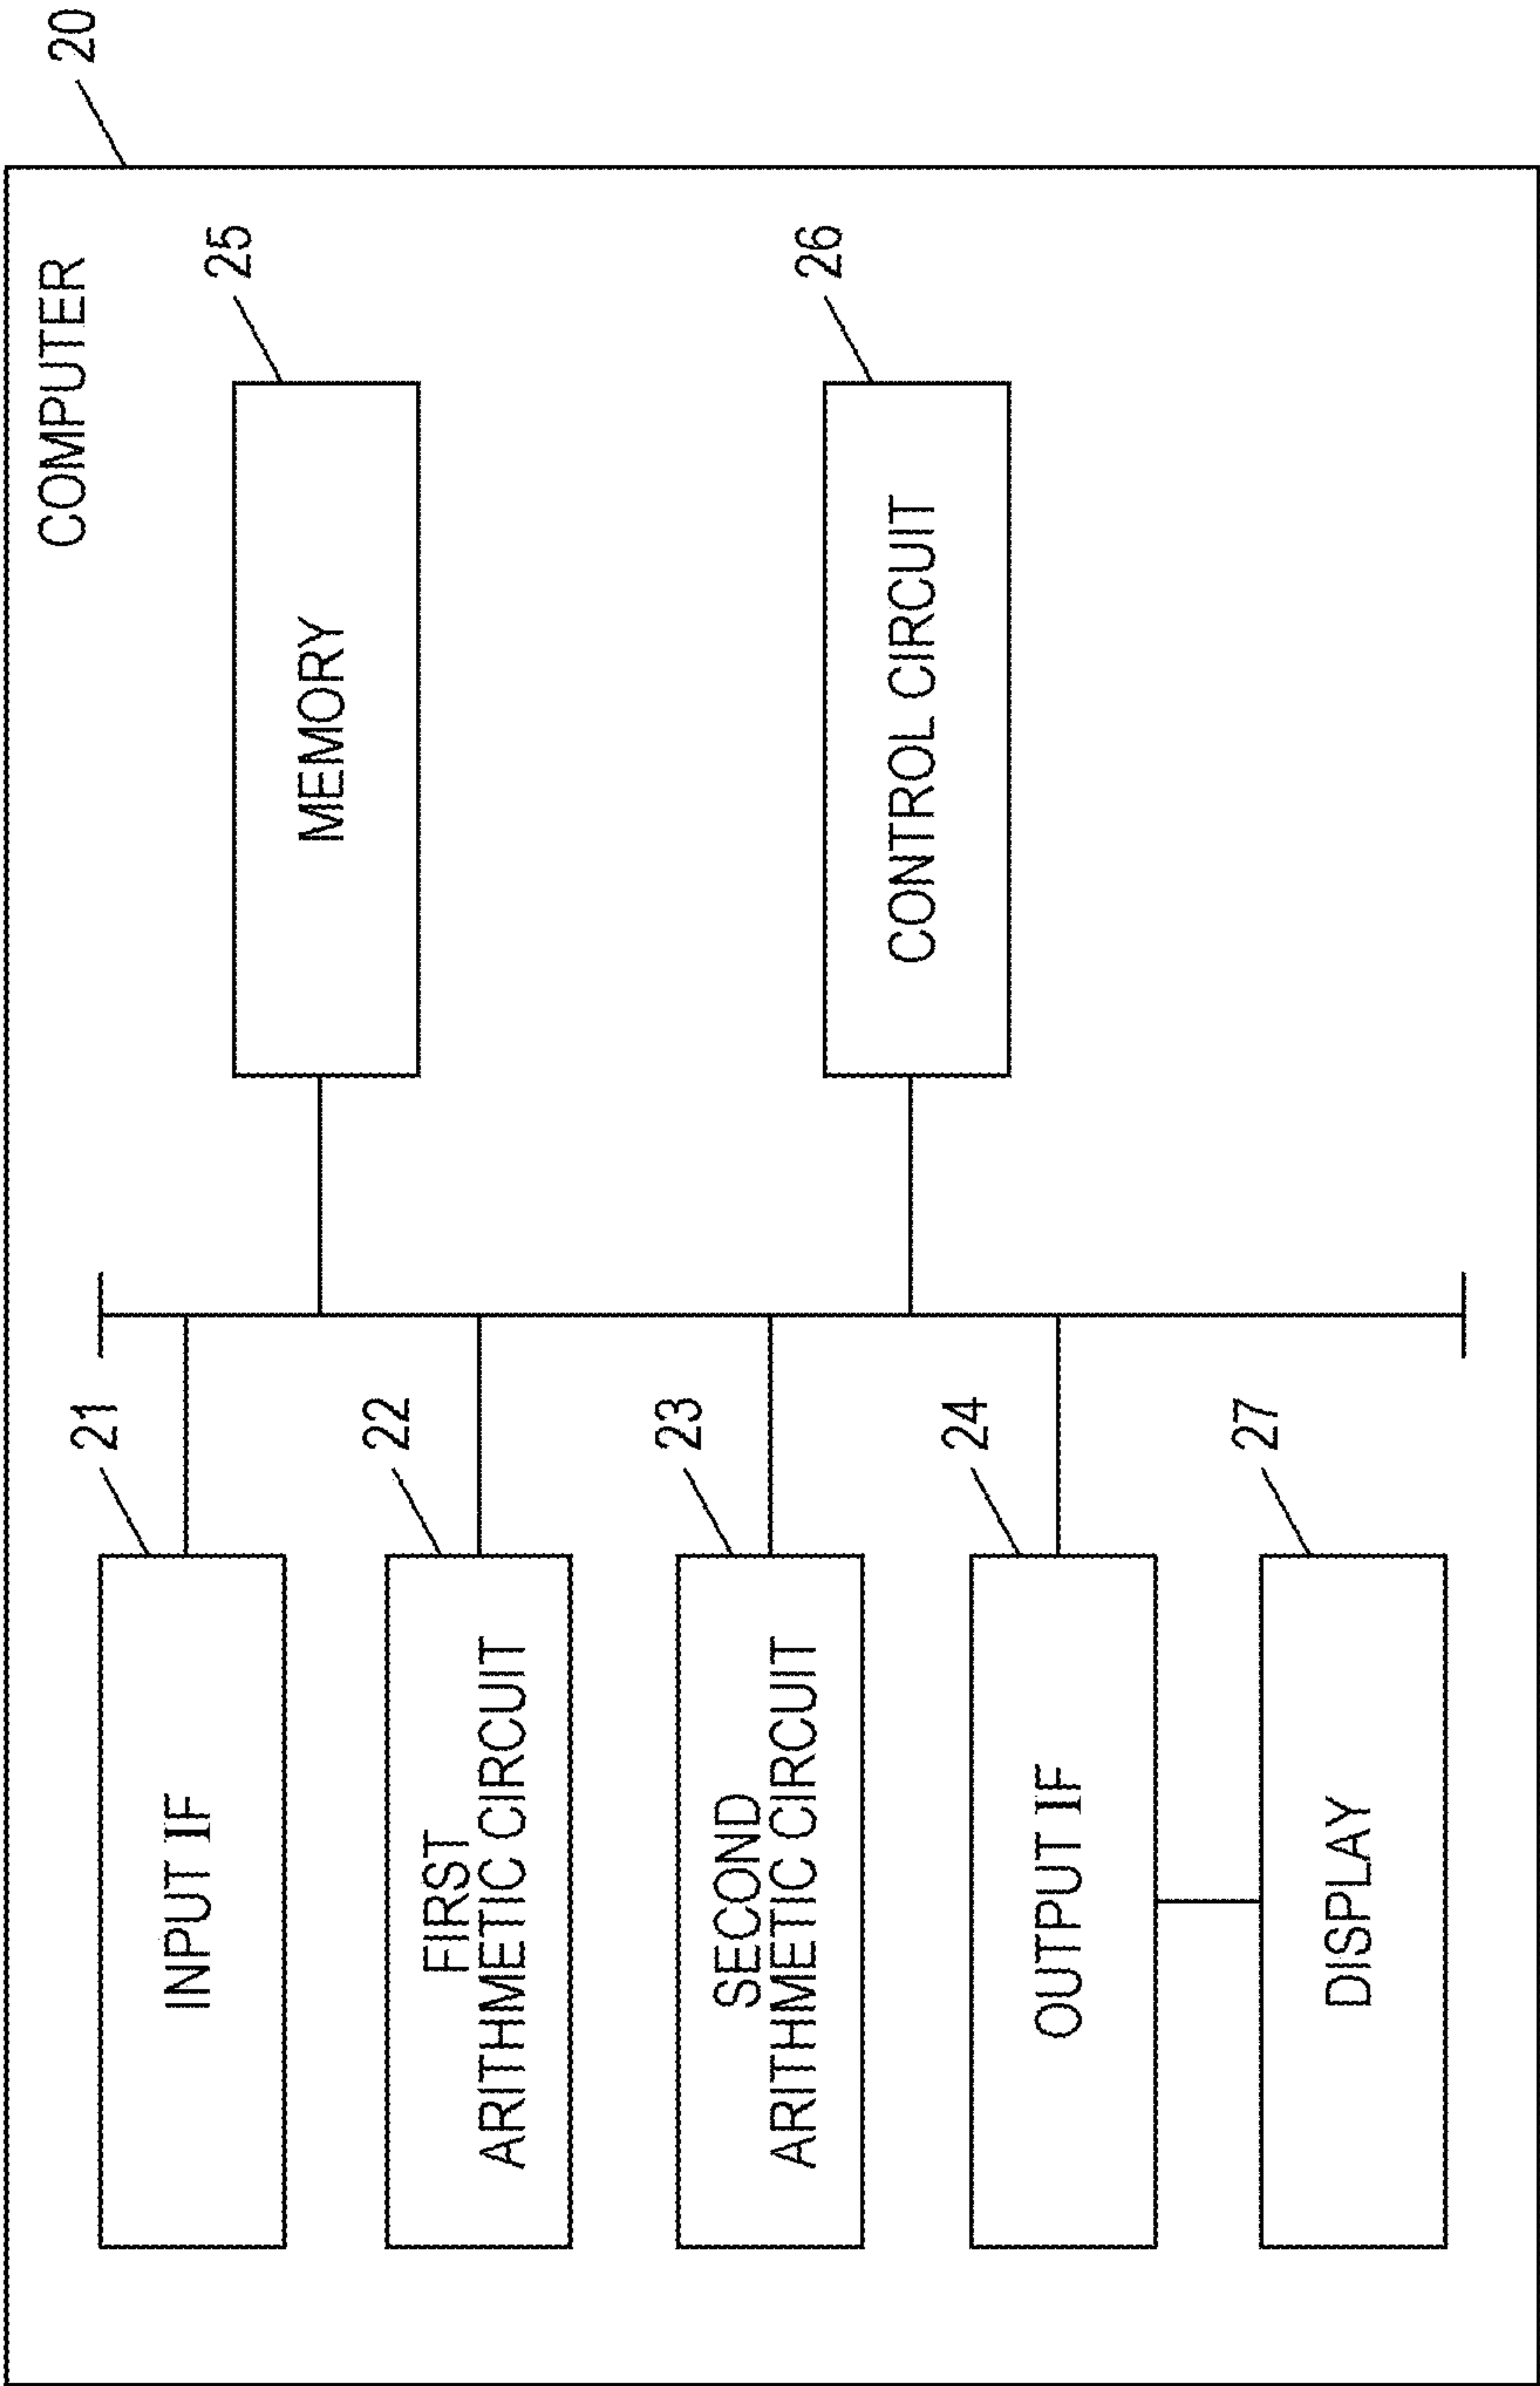 20
COMPUTER
21
INPUT IF
22
FIRST
ARITHMETIC CIRCUIT
23
SECOND
ARITHMETIC CIRCUIT
24
OUTPUT IF
27
DISPLAY
25
MEMORY
26
CONTROL CIRCUIT